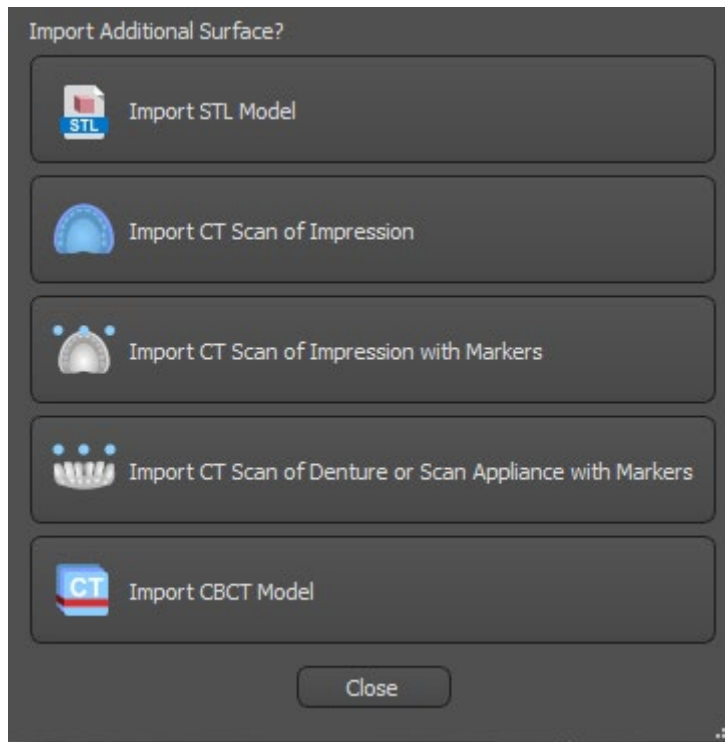 Import Additional Surface?
STL
Import STL Model
Import CT Scan of Impression
Import CT Scan of Impression with Markers
Import CT Scan of Denture or Scan Appliance with Markers
CT
Import CBCT Model
Close